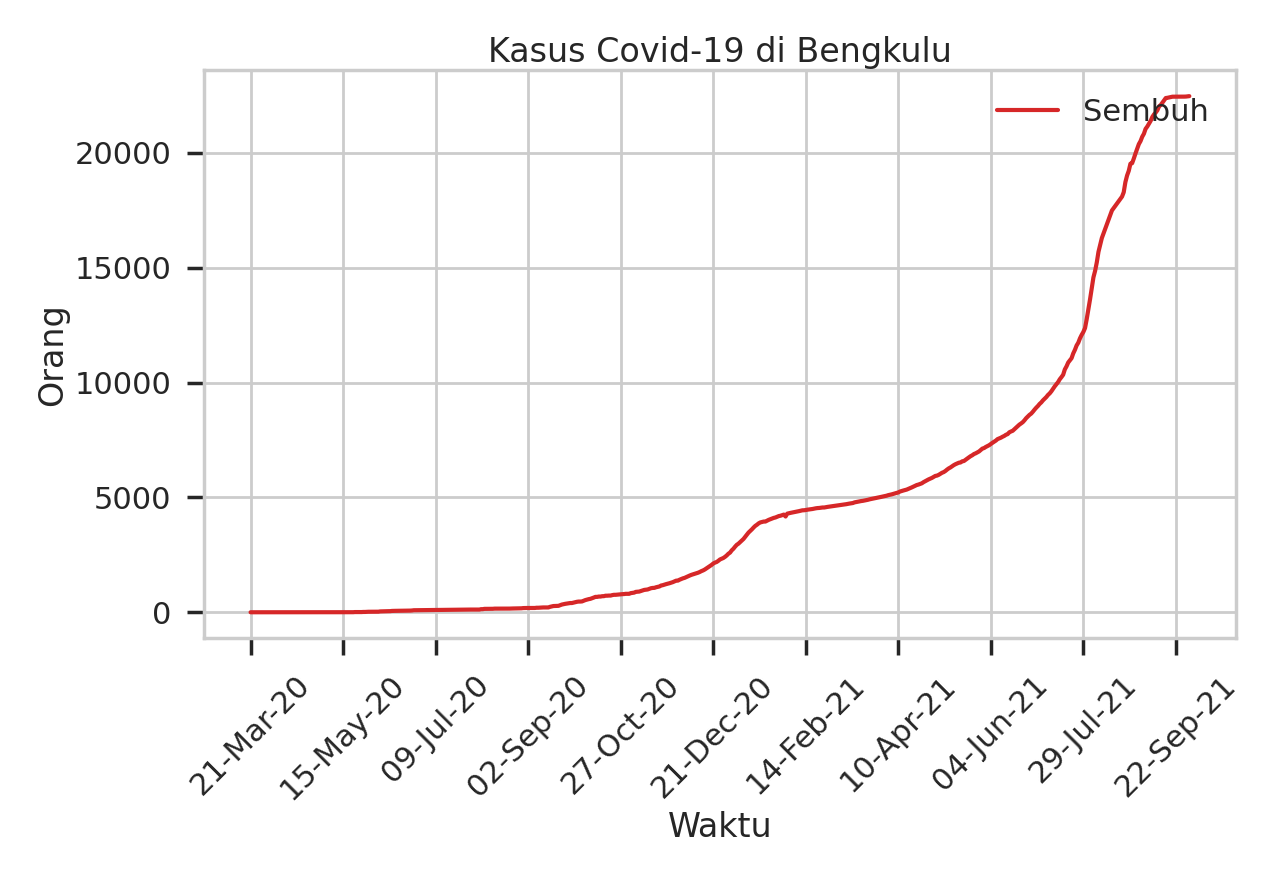 Kasus Covid-19 di Bengkulu
Sembuh
20000
15000
10000
5000
0
Orang
21-Mar-20
15-May-20
09-Jul-20
02-Sep-20
27-Oct-20
21-Dec-20
14-Feb-21
10-Apr-21
04-Jun-21
29-Jul-21
22-Sep-21
Waktu